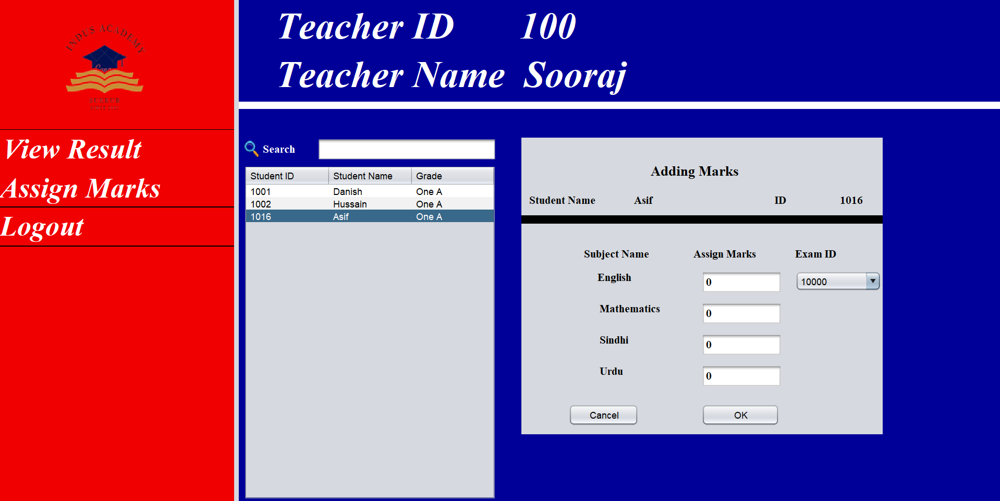 INDUS ACADEMY
Teacher ID 100
Teacher Name Sooraj
View Result
Assign Marks
Logout
Search
Student ID Student Name Grade
1001 Danish One A
1002 Hussain One A
1016 Asif One A
Adding Marks
Student Name Asif ID 1016
Subject Name Assign Marks Exam ID
English 0 10000
Mathematics 0
Sindhi 0
Urdu 0
Cancel OK